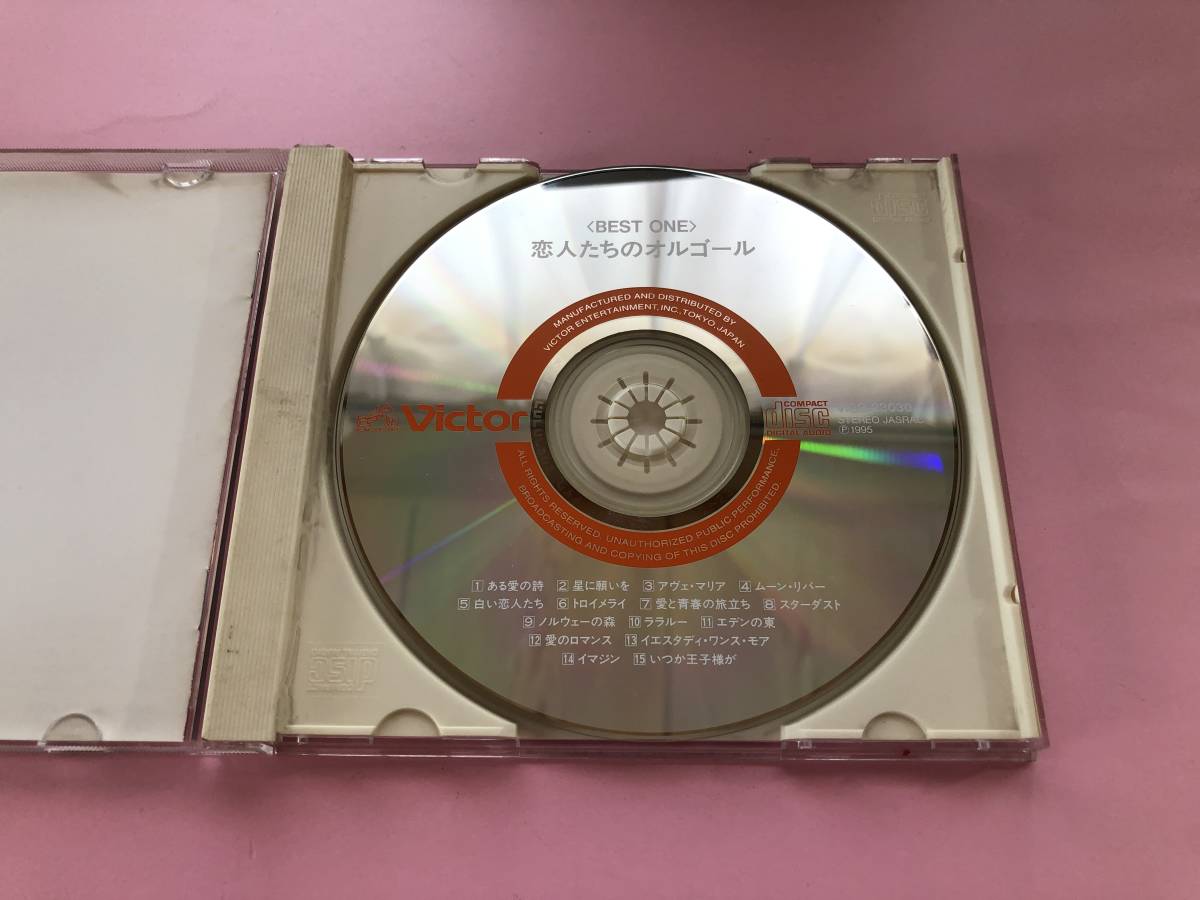 〈BEST ONE〉
恋人たちのオルゴール
MANUFACTURED AND DISTRIBUTED BY
VICTOR ENTERTAINMENT, INC., TOKYO, JAPAN
Victor
COMPACT
disc
DIGITAL AUDIO
STEREO JASRAC
Ⓟ1995
ALL RIGHTS RESERVED. UNAUTHORIZED PUBLIC PERFORMANCE,
BROADCASTING AND COPYING OF THIS DISC PROHIBITED.
1 ある愛の詩 2 星に願いを 3 アヴェ・マリア 4 ムーン・リバー
5 白い恋人たち 6 トロイメライ 7 愛と青春の旅立ち 8 スターダスト
9 ノルウェーの森 10 ララルー 11 エデンの東
12 愛のロマンス 13 イエスタデイ・ワンス・モア
14 イマジン 15 いつか王子様が